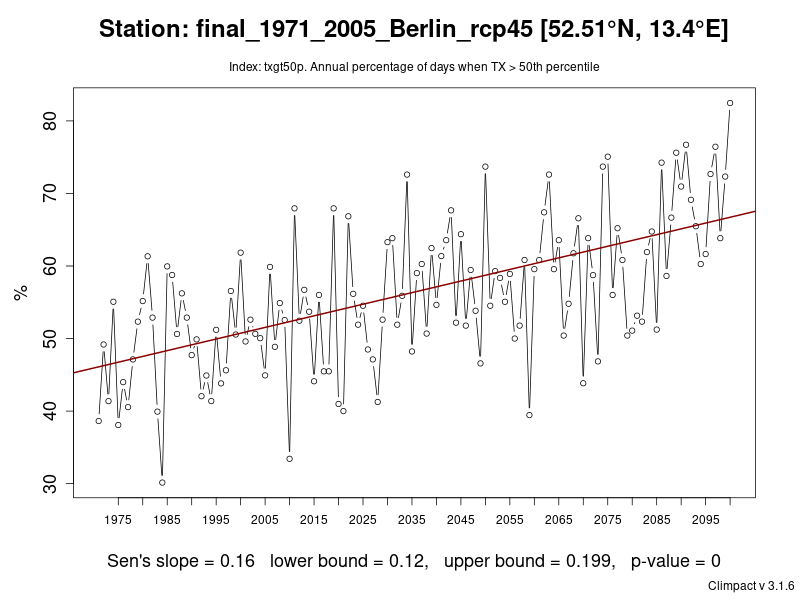 Station: final_1971_2005_Berlin_rcp45 [52.51°N, 13.4°E]
Index: txgt50p. Annual percentage of days when TX > 50th percentile
80
70
60
50
40
30
%
1975 1985 1995 2005 2015 2025 2035 2045 2055 2065 2075 2085 2095
Sen's slope = 0.16 lower bound = 0.12, upper bound = 0.199, p-value = 0
Climpact v 3.1.6